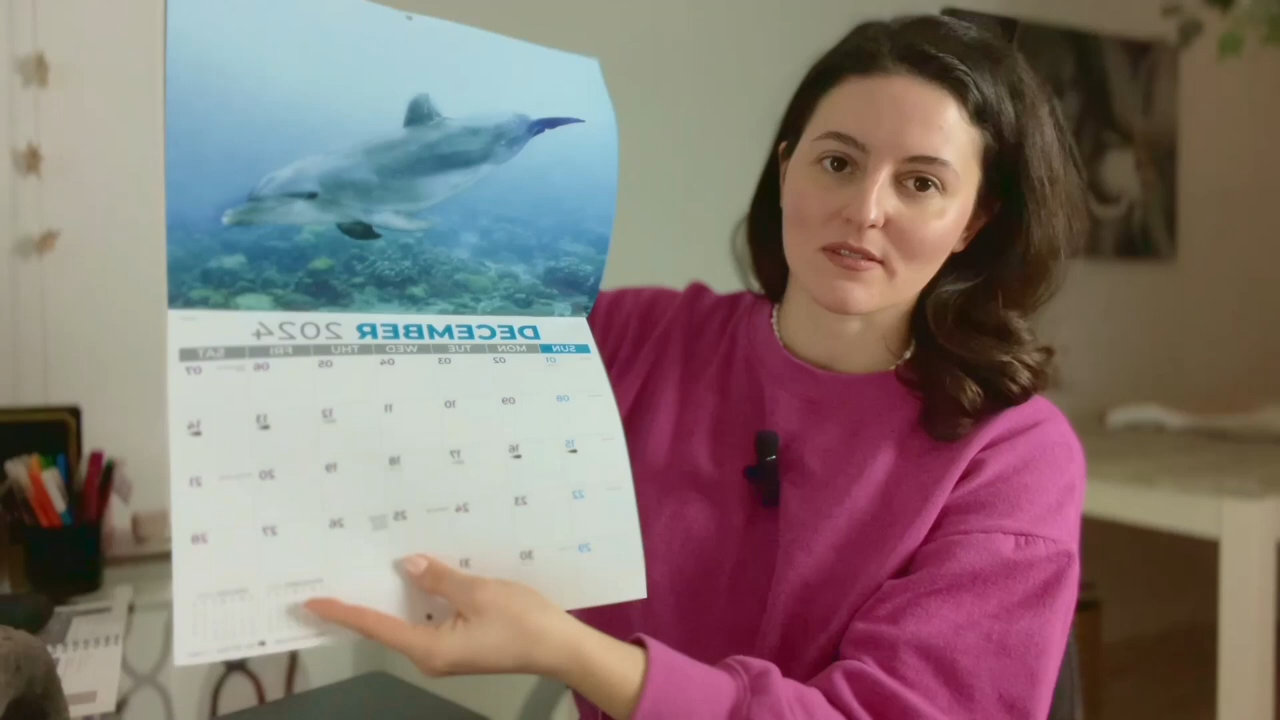 DECEMBER 2024
SUN MON TUE WED THU FRI SAT
01 02 03 04 05 06 07
08 09 10 11 12 13 14
15 16 17 18 19 20 21
22 23 24 25 26 27 28
29 30 31